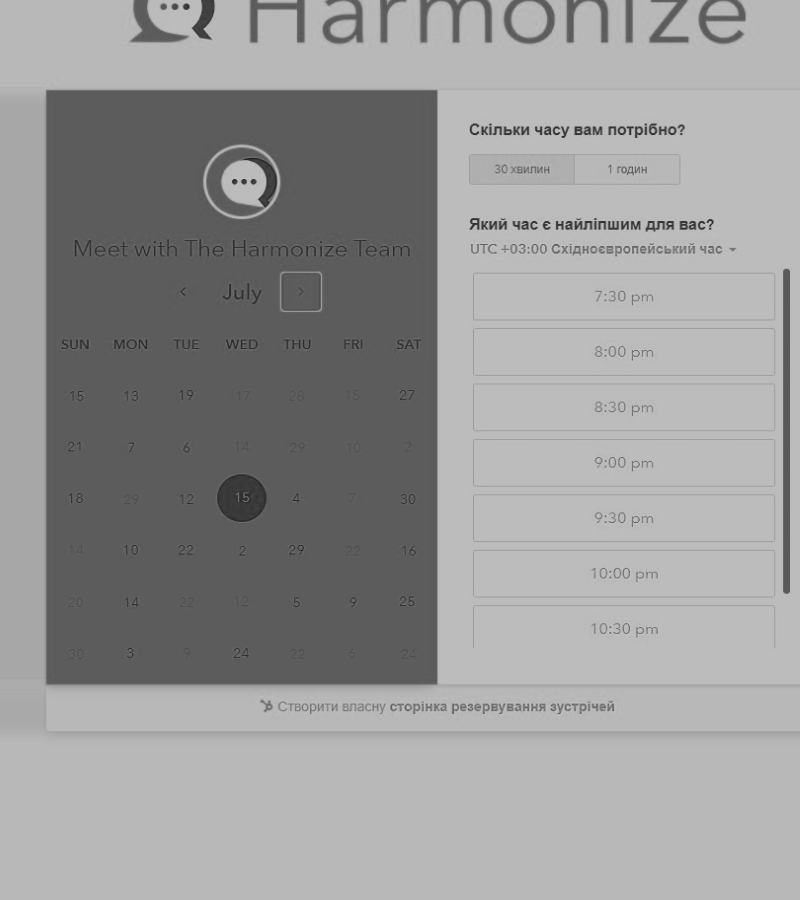 Harmonize
Meet with The Harmonize Team
July
SUN MON TUE WED THU FRI SAT
15 13 19 17 28 15 27
21 7 6 14 29 10 2
18 29 12 15 4 7 30
14 10 22 2 29 22 16
20 14 22 12 5 9 25
30 3 9 24 22 6 24
Скільки часу вам потрібно?
30 хвилин 1 годин
Який час є найліпшим для вас?
UTC +03:00 Східноєвропейський час
7:30 pm
8:00 pm
8:30 pm
9:00 pm
9:30 pm
10:00 pm
10:30 pm
Створити власну сторінка резервування зустрічей